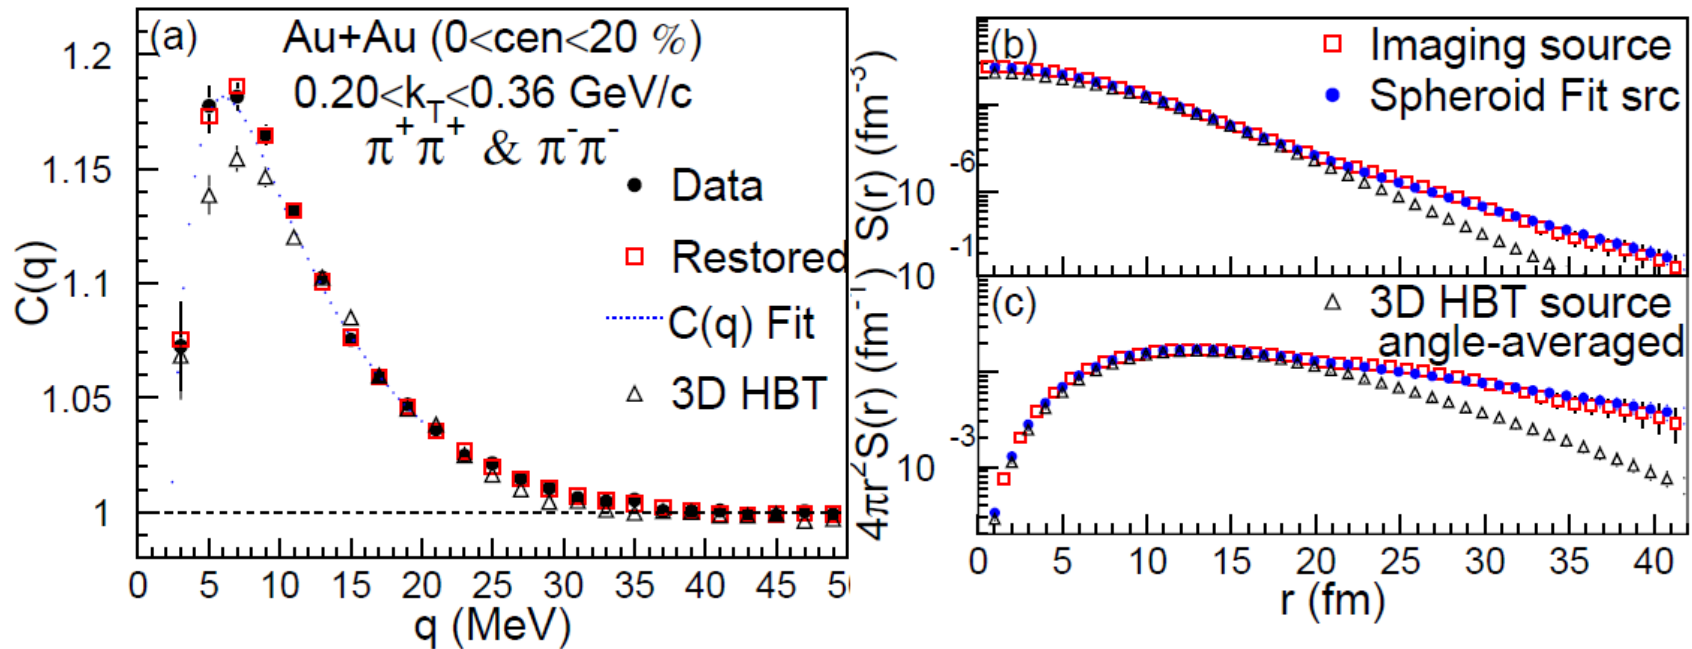 (a)
Au+Au (0<cen<20 %)
0.20<k_T<0.36 GeV/c
π⁺π⁺ & π⁻π⁻
Data
Restored
C(q) Fit
3D HBT
1.2
1.15
1.1
1.05
1
C(q)
0 5 10 15 20 25 30 35 40 45 50
q (MeV)
(b)
Imaging source
Spheroid Fit src
S(r) (fm⁻³)
10⁻⁶
(c)
3D HBT source
angle-averaged
4πr²S(r) (fm⁻¹)
10⁻¹
10⁻³
0 5 10 15 20 25 30 35 40
r (fm)